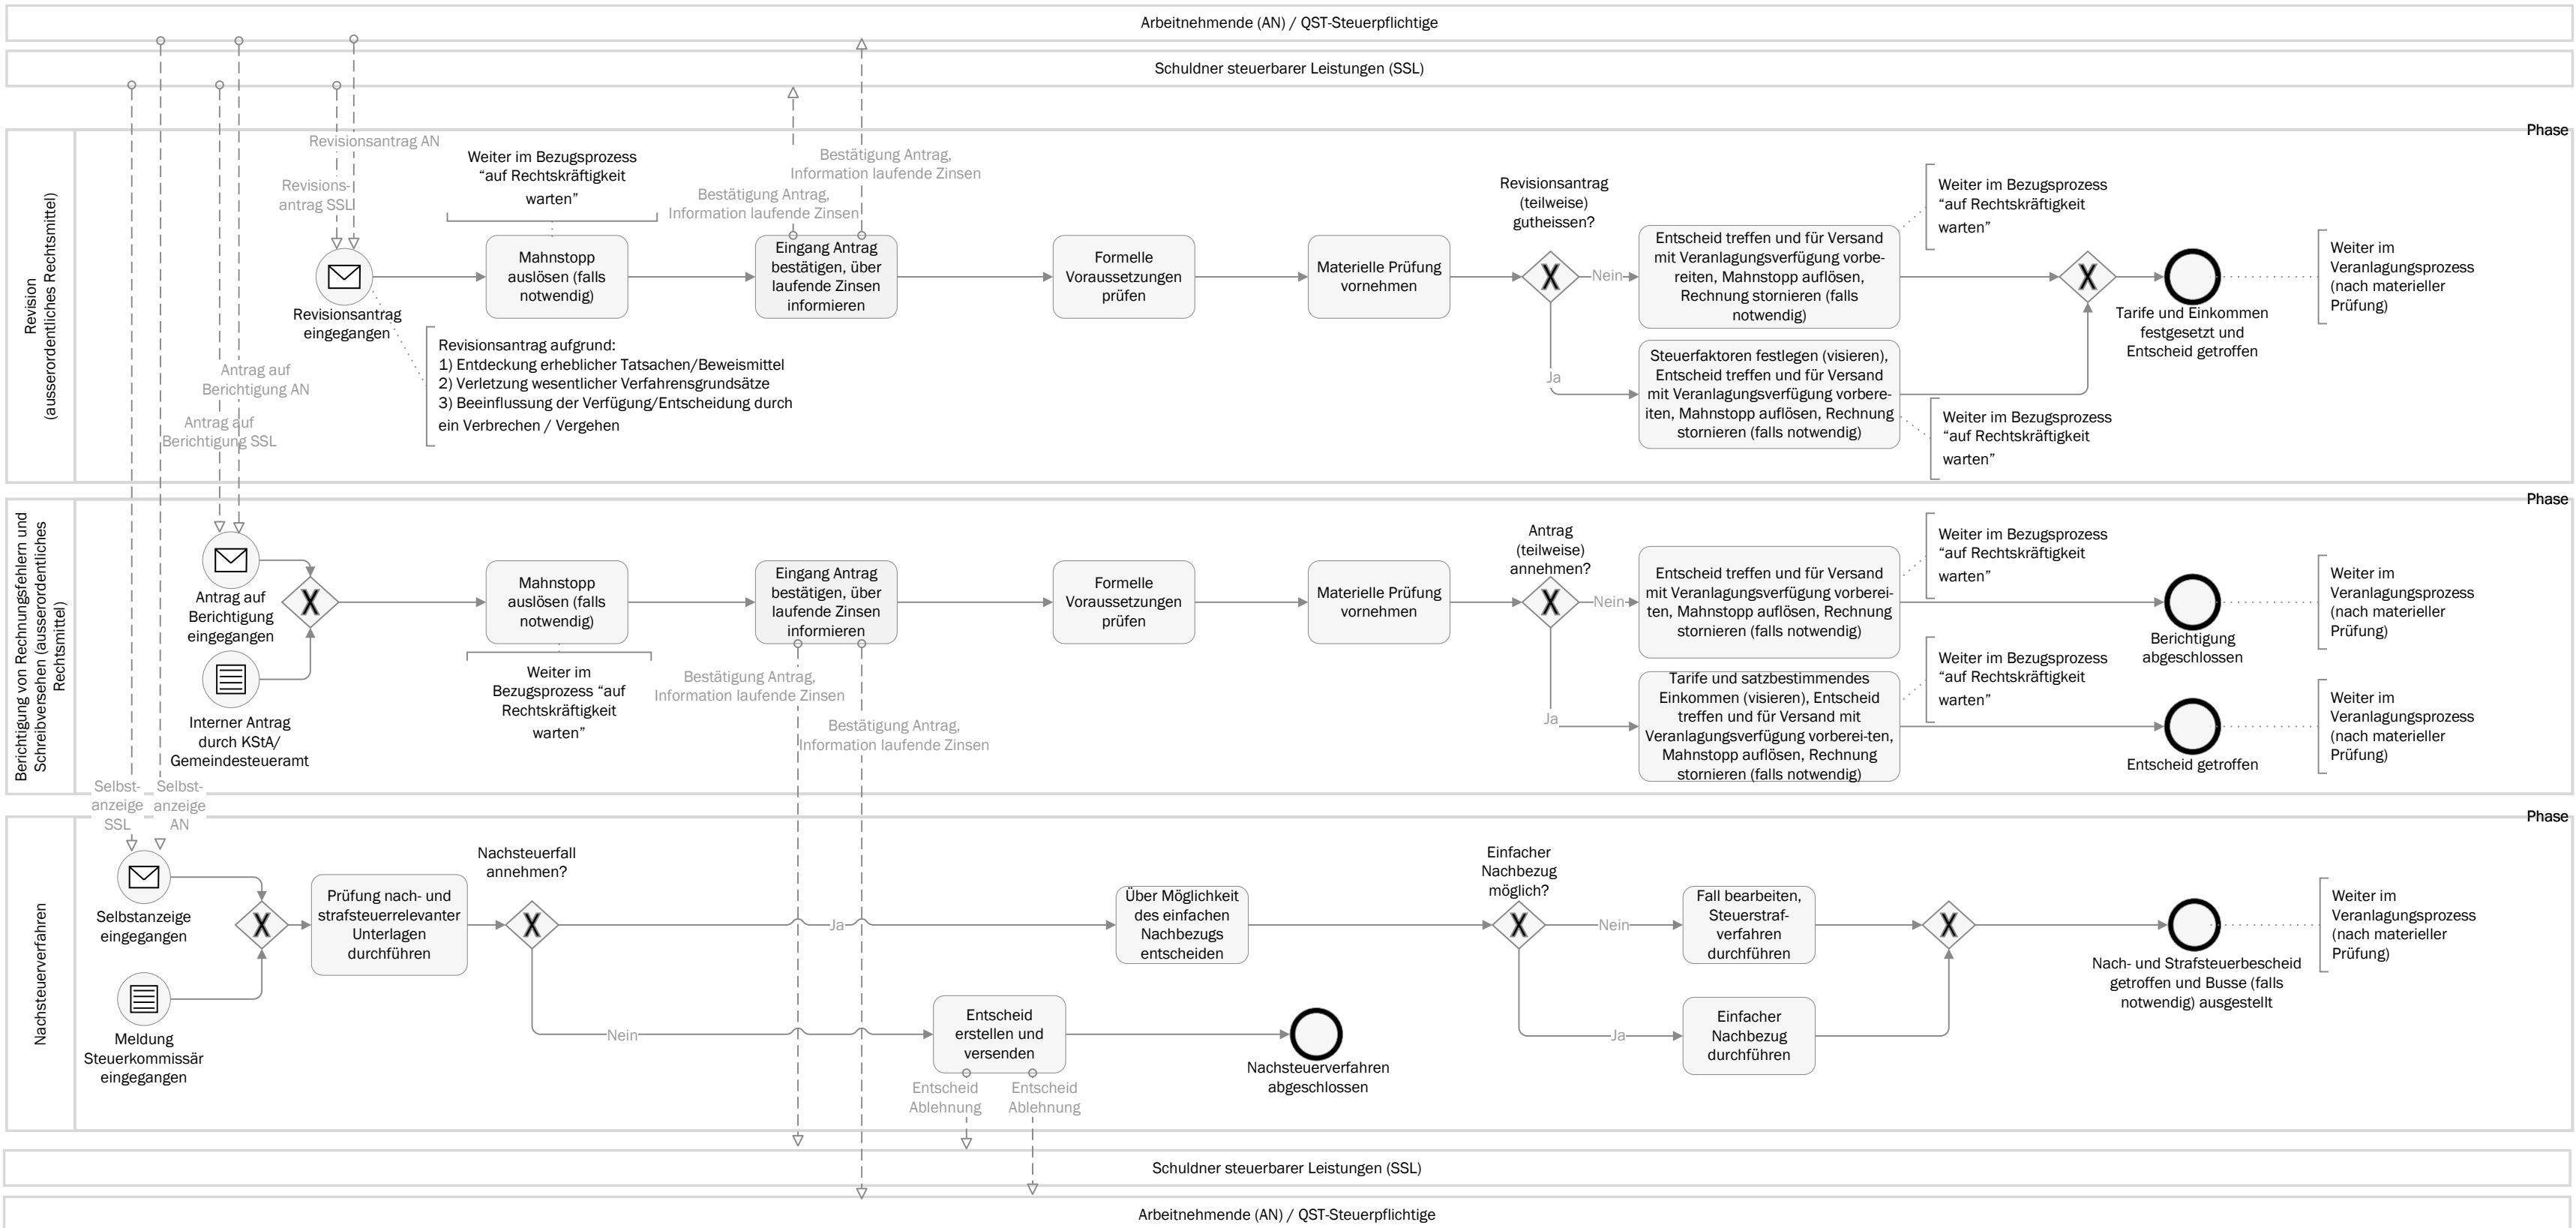 Arbeitnehmende (AN) / QST-Steuerpflichtige
Schuldner steuerbarer Leistungen (SSL)
Phase
Revision
(ausserordentliches Rechtsmittel)
Revisionsantrag AN
Revisions-
antrag SSL
Revisionsantrag
eingegangen
Weiter im Bezugsprozess
“auf Rechtskräftigkeit
warten”
Mahnstopp
auslösen (falls
notwendig)
Revisionsantrag aufgrund:
1) Entdeckung erheblicher Tatsachen/Beweismittel
2) Verletzung wesentlicher Verfahrensgrundsätze
3) Beeinflussung der Verfügung/Entscheidung durch
ein Verbrechen / Vergehen
Bestätigung Antrag,
Information laufende Zinsen
Bestätigung Antrag,
Information laufende Zinsen
Eingang Antrag
bestätigen, über
laufende Zinsen
informieren
Formelle
Voraussetzungen
prüfen
Materielle Prüfung
vornehmen
Revisionsantrag
(teilweise)
gutheissen?
X
Nein
Ja
Entscheid treffen und für Versand
mit Veranlagungsverfügung vorbe-
reiten, Mahnstopp auflösen,
Rechnung stornieren (falls
notwendig)
Steuerfaktoren festlegen (visieren),
Entscheid treffen und für Versand
mit Veranlagungsverfügung vorbere-
iten, Mahnstopp auflösen, Rechnung
stornieren (falls notwendig)
Weiter im Bezugsprozess
“auf Rechtskräftigkeit
warten”
Weiter im Bezugsprozess
“auf Rechtskräftigkeit
warten”
X
Tarife und Einkommen
festgesetzt und
Entscheid getroffen
Weiter im
Veranlagungsprozess
(nach materieller
Prüfung)
Antrag auf
Berichtigung AN
Antrag auf
Berichtigung SSL
Phase
Berichtigung von Rechnungsfehlern und
Schreibversehen (ausserordentliches
Rechtsmittel)
Antrag auf
Berichtigung
eingegangen
X
Interner Antrag
durch KStA/
Gemeindesteueramt
Mahnstopp
auslösen (falls
notwendig)
Weiter im
Bezugsprozess “auf
Rechtskräftigkeit
warten”
Eingang Antrag
bestätigen, über
laufende Zinsen
informieren
Bestätigung Antrag,
Information laufende Zinsen
Bestätigung Antrag,
Information laufende Zinsen
Formelle
Voraussetzungen
prüfen
Materielle Prüfung
vornehmen
Antrag
(teilweise)
annehmen?
X
Nein
Ja
Entscheid treffen und für Versand
mit Veranlagungsverfügung vorberei-
ten, Mahnstopp auflösen, Rechnung
stornieren (falls notwendig)
Tarife und satzbestimmendes
Einkommen (visieren), Entscheid
treffen und für Versand mit
Veranlagungsverfügung vorberei-ten,
Mahnstopp auflösen, Rechnung
stornieren (falls notwendig)
Weiter im Bezugsprozess
“auf Rechtskräftigkeit
warten”
Weiter im Bezugsprozess
“auf Rechtskräftigkeit
warten”
Berichtigung
abgeschlossen
Entscheid getroffen
Weiter im
Veranlagungsprozess
(nach materieller
Prüfung)
Weiter im
Veranlagungsprozess
(nach materieller
Prüfung)
Selbst-
anzeige
SSL
Selbst-
anzeige
AN
Phase
Nachsteuerverfahren
Selbstanzeige
eingegangen
Meldung
Steuerkommissär
eingegangen
X
Prüfung nach- und
strafsteuerrelevanter
Unterlagen
durchführen
Nachsteuerfall
annehmen?
X
Ja
Nein
Entscheid
erstellen und
versenden
Entscheid
Ablehnung
Entscheid
Ablehnung
Nachsteuerverfahren
abgeschlossen
Über Möglichkeit
des einfachen
Nachbezugs
entscheiden
Einfacher
Nachbezug
möglich?
X
Nein
Ja
Fall bearbeiten,
Steuerstraf-
verfahren
durchführen
Einfacher
Nachbezug
durchführen
X
Nach- und Strafsteuerbescheid
getroffen und Busse (falls
notwendig) ausgestellt
Weiter im
Veranlagungsprozess
(nach materieller
Prüfung)
Schuldner steuerbarer Leistungen (SSL)
Arbeitnehmende (AN) / QST-Steuerpflichtige